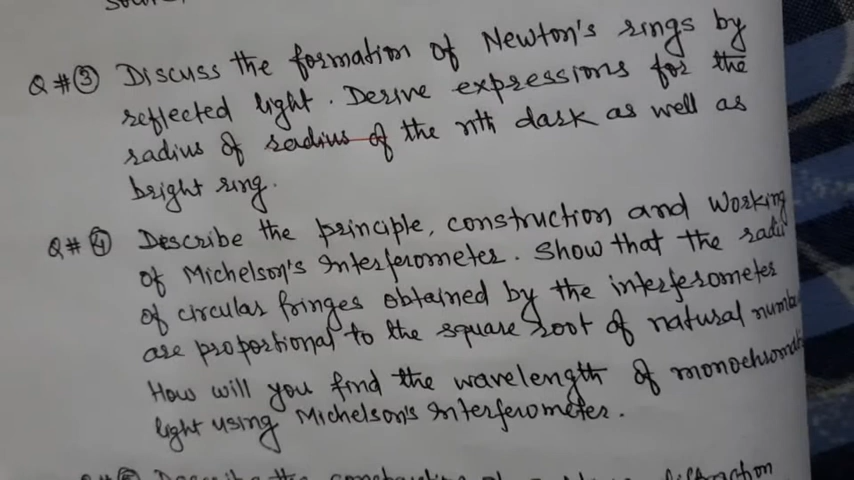 Q #③ Discuss the formation of Newton's rings by
reflected light. Derive expressions for the
radius of radius of the nth dark as well as
bright ring.
Q# ④ Describe the principle, construction and working
of Michelson's Interferometer. Show that the radii
of circular fringes obtained by the interferometer
are proportional to the square root of natural numbe
How will you find the wavelength of monochromati
light using Michelson's Interferometer.